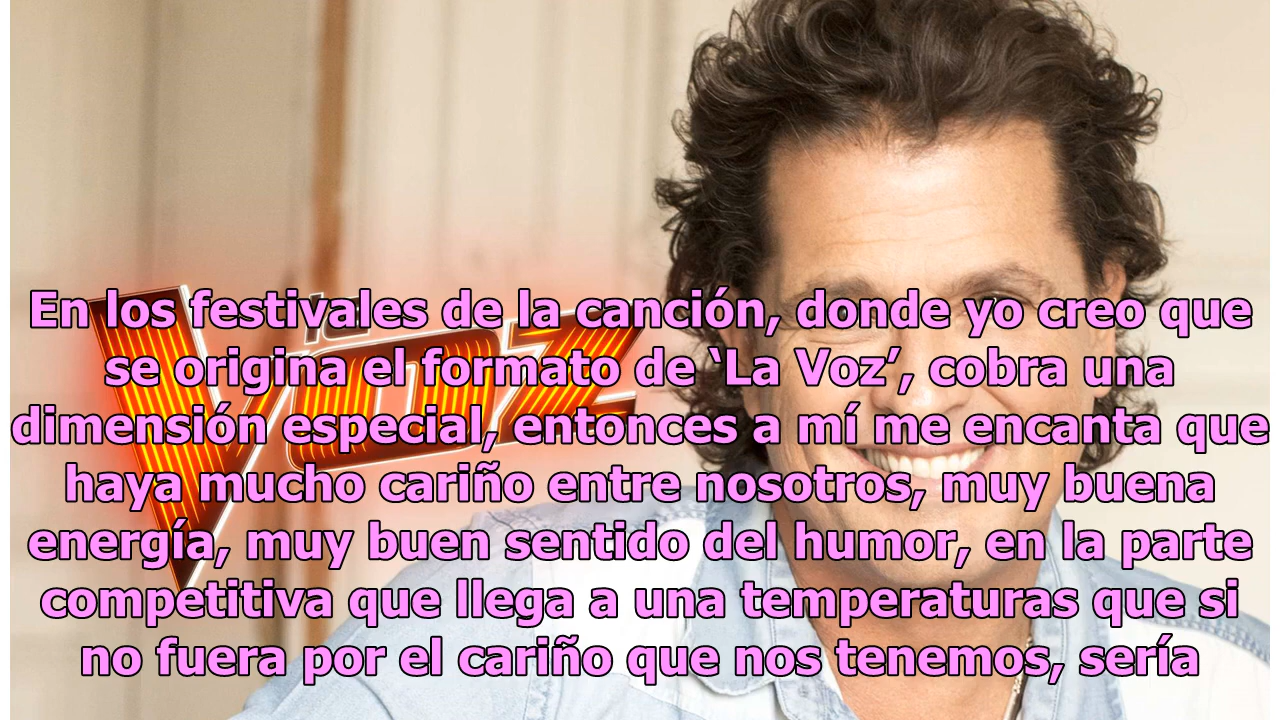 la
Voz
En los festivales de la canción, donde yo creo que
se origina el formato de ‘La Voz’, cobra una
dimensión especial, entonces a mí me encanta que
haya mucho cariño entre nosotros, muy buena
energía, muy buen sentido del humor, en la parte
competitiva que llega a una temperaturas que si
no fuera por el cariño que nos tenemos, sería